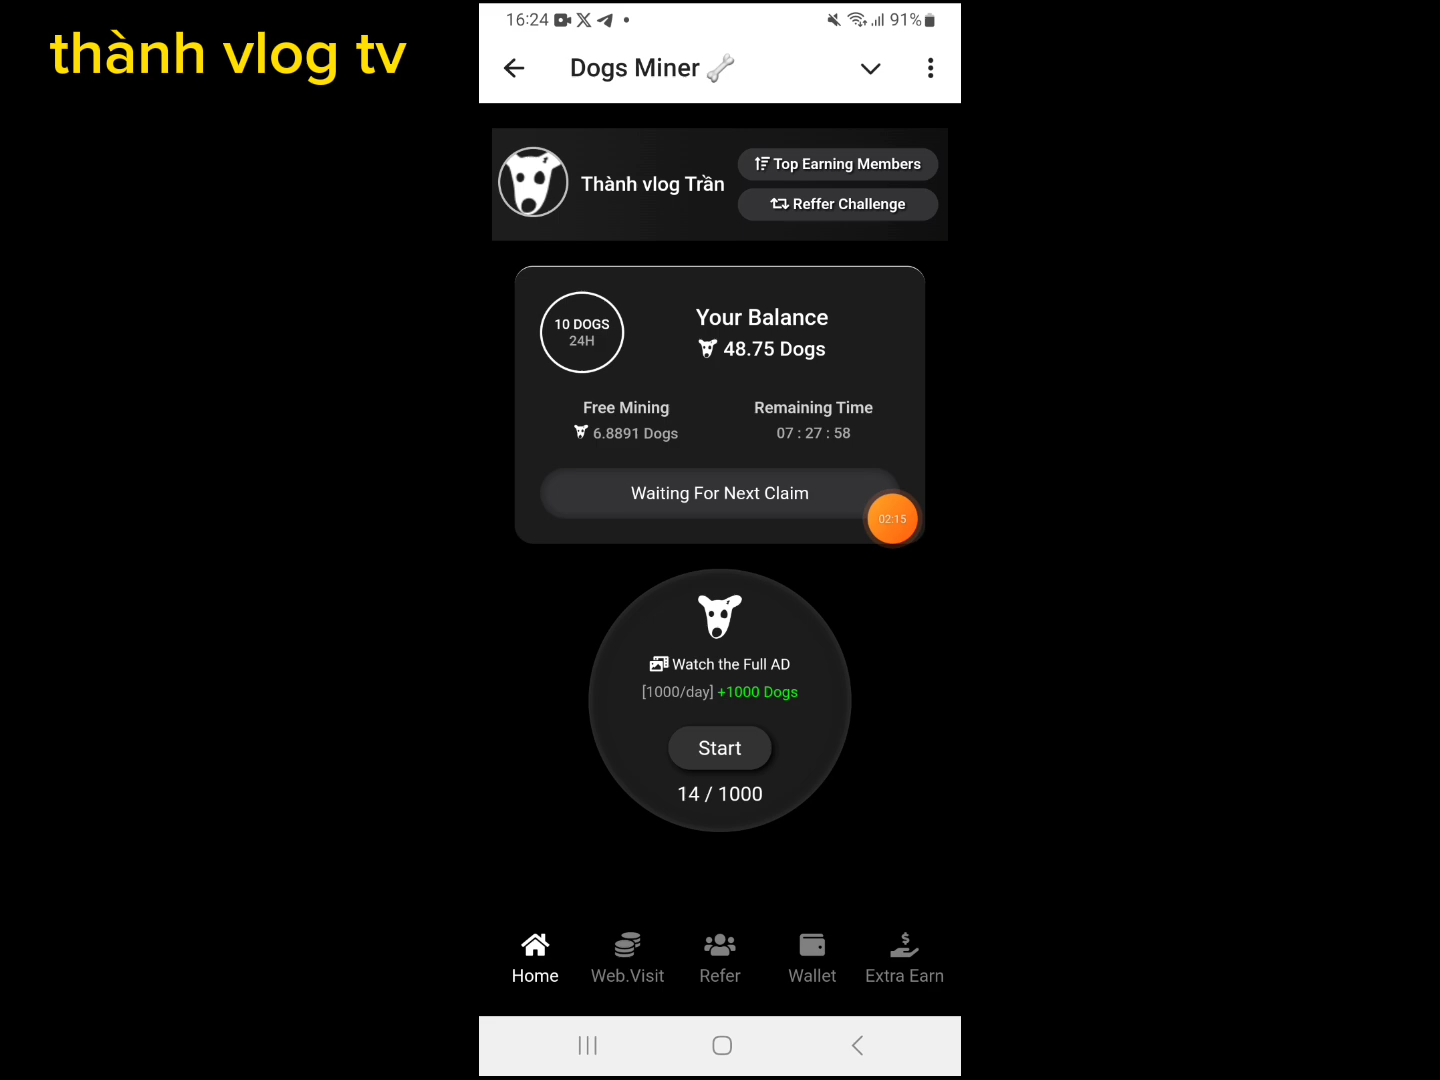 thành vlog tv
16:24 91%
Dogs Miner
Thành vlog Trần
Top Earning Members
Reffer Challenge
10 DOGS
24H
Your Balance
48.75 Dogs
Free Mining
6.8891 Dogs
Remaining Time
07 : 27 : 58
Waiting For Next Claim
02:15
Watch the Full AD
[1000/day] +1000 Dogs
Start
14 / 1000
Home
Web.Visit
Refer
Wallet
Extra Earn